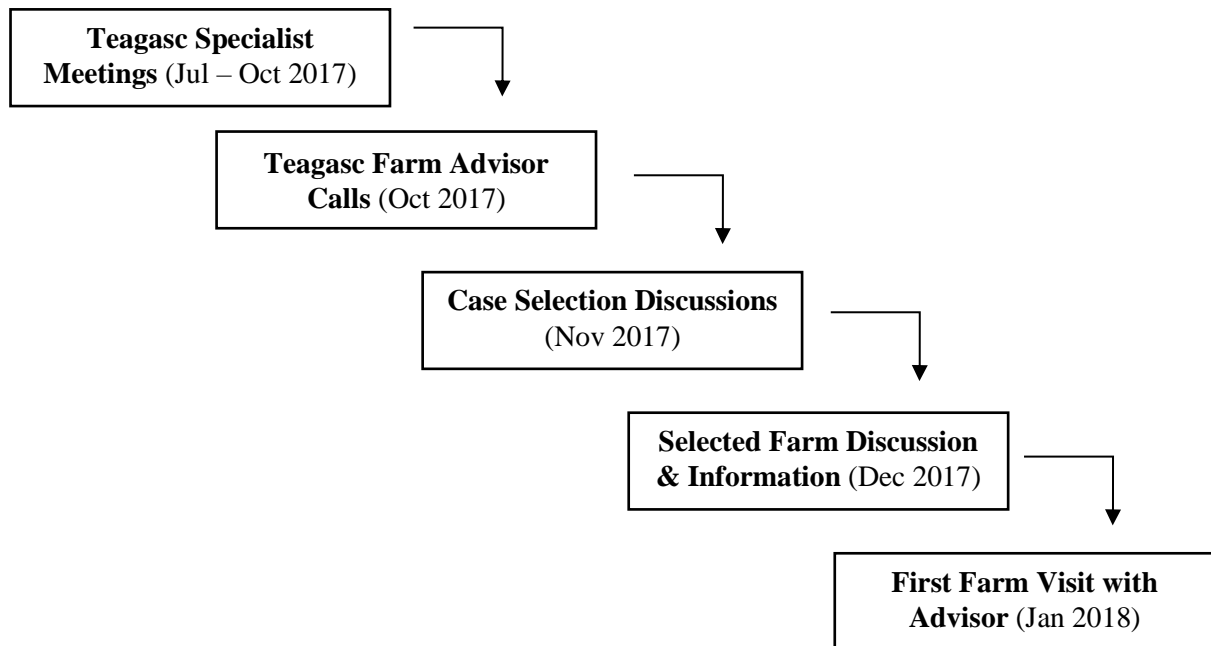 Teagasc Specialist
Meetings (Jul – Oct 2017)
Teagasc Farm Advisor
Calls (Oct 2017)
Case Selection Discussions
(Nov 2017)
Selected Farm Discussion
& Information (Dec 2017)
First Farm Visit with
Advisor (Jan 2018)